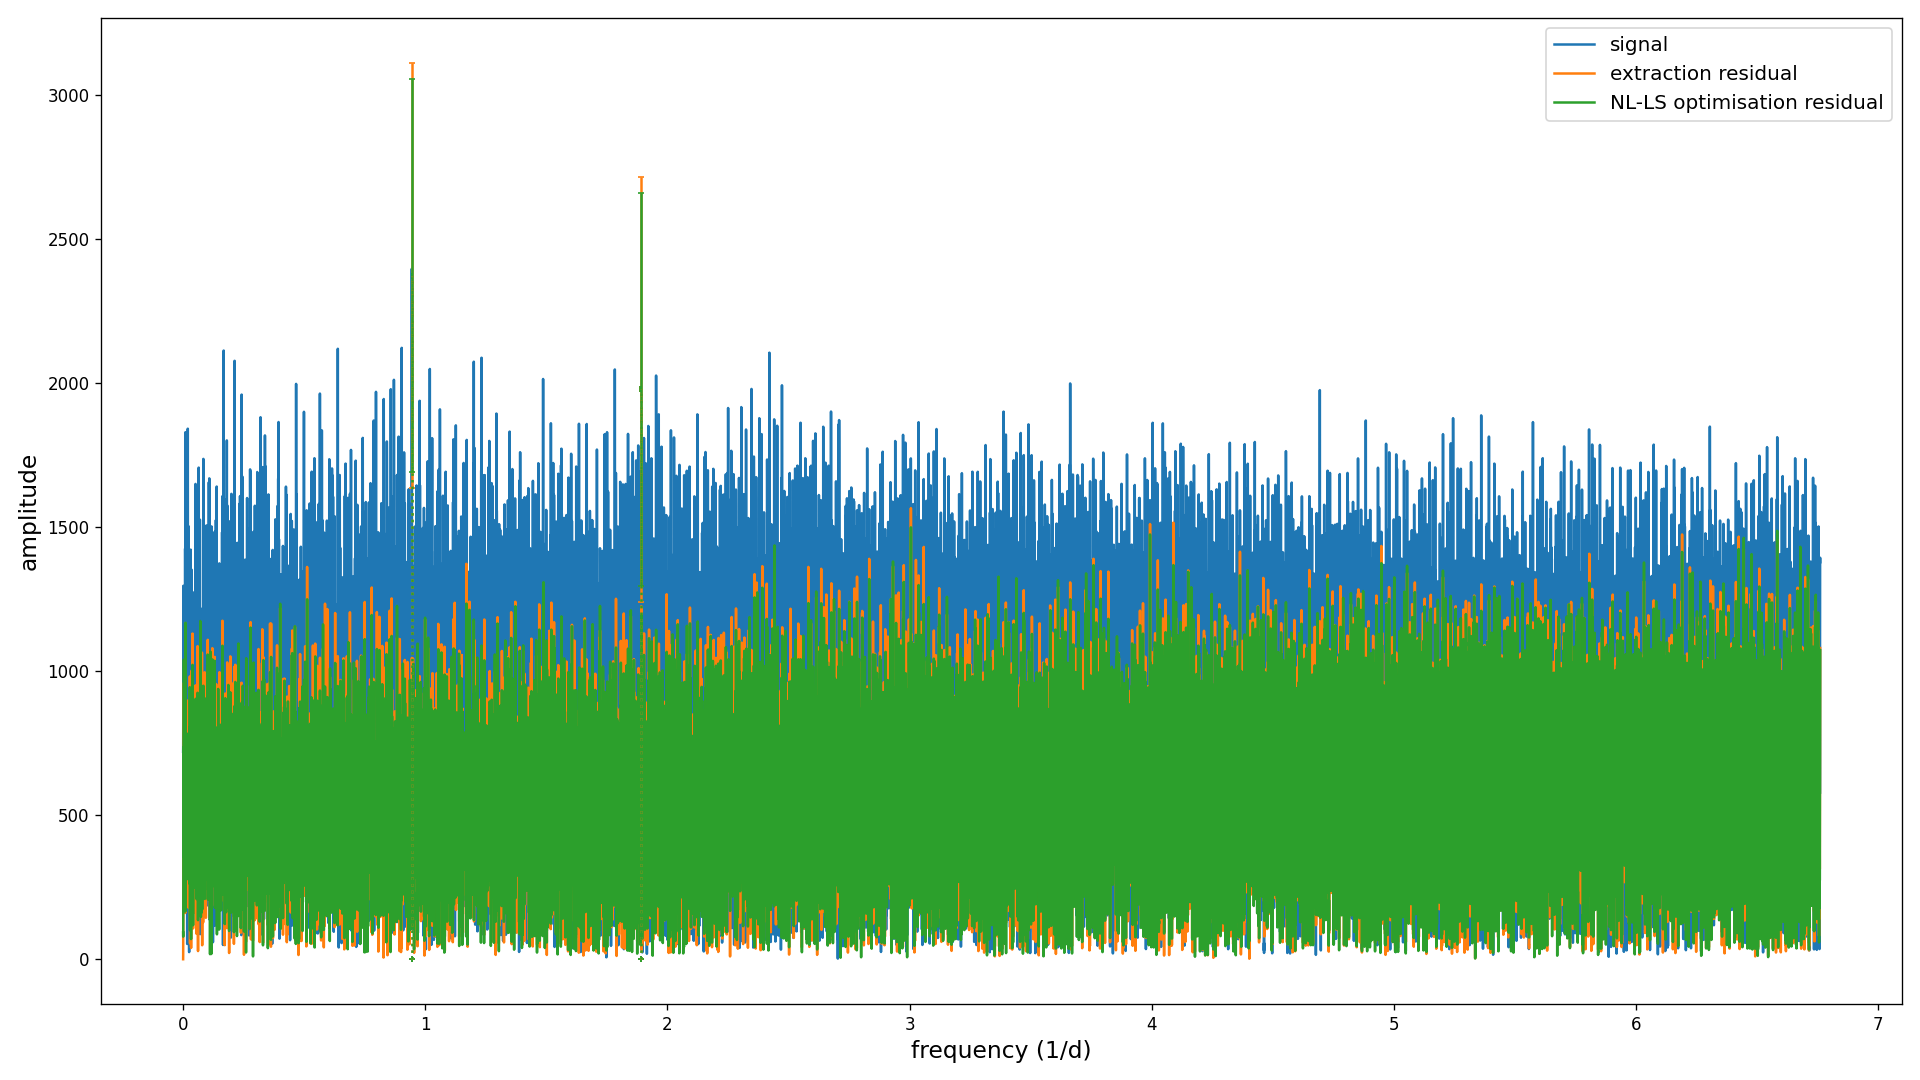 signal
extraction residual
NL-LS optimisation residual
3000
2500
2000
1500
1000
500
0
amplitude
0 1 2 3 4 5 6 7
frequency (1/d)